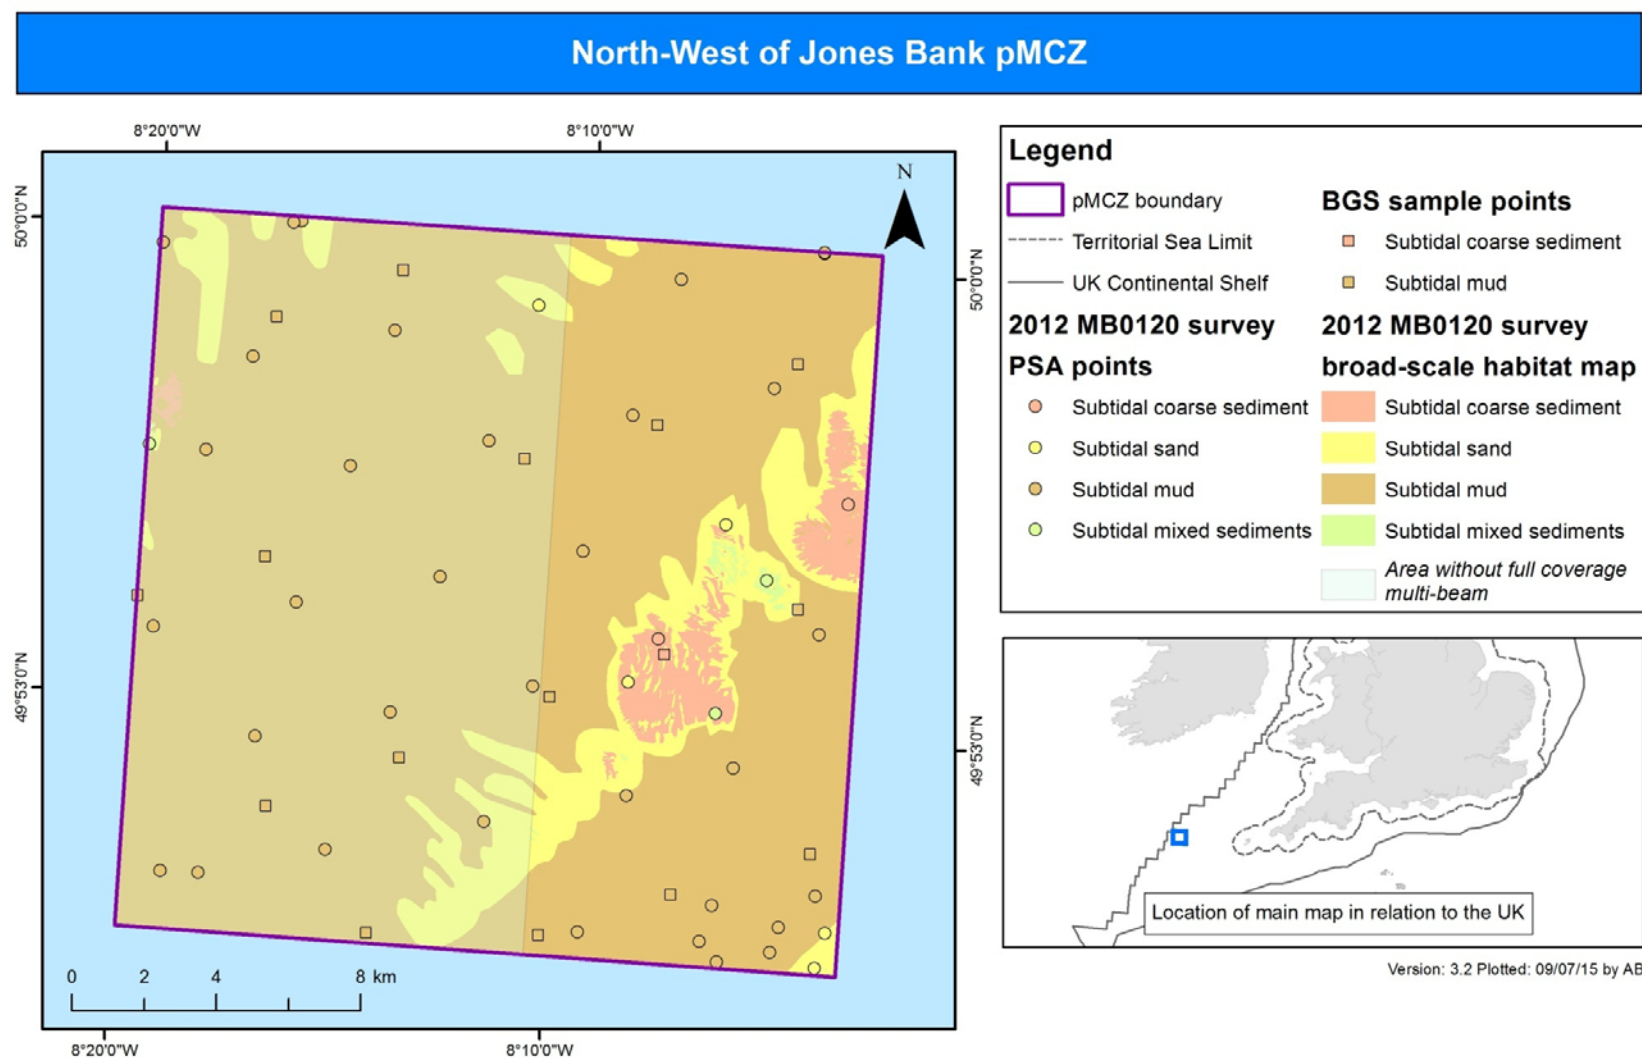 North-West of Jones Bank pMCZ
8°20'0"W
8°10'0"W
N
50°0'0"N
50°0'0"N
49°53'0"N
49°53'0"N
0 2 4 8 km
8°20'0"W
8°10'0"W
Legend
pMCZ boundary
Territorial Sea Limit
UK Continental Shelf
2012 MB0120 survey
PSA points
Subtidal coarse sediment
Subtidal sand
Subtidal mud
Subtidal mixed sediments
BGS sample points
Subtidal coarse sediment
Subtidal mud
2012 MB0120 survey
broad-scale habitat map
Subtidal coarse sediment
Subtidal sand
Subtidal mud
Subtidal mixed sediments
Area without full coverage
multi-beam
Location of main map in relation to the UK
Version: 3.2 Plotted: 09/07/15 by AB